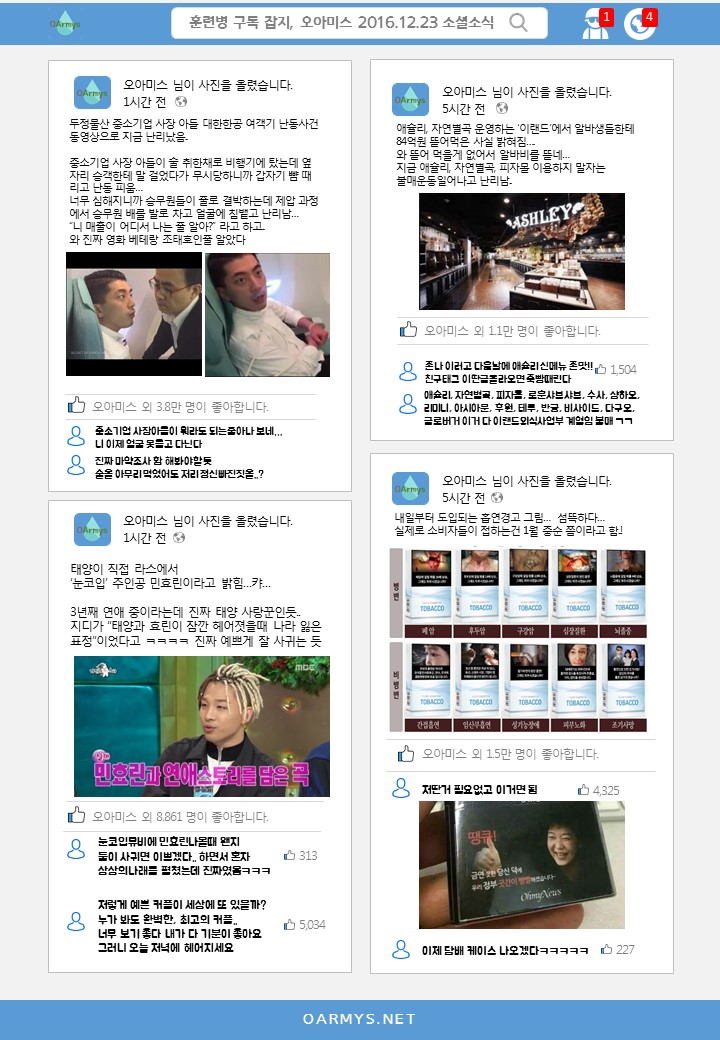 OArmys
훈련병 구독 잡지, 오아미스 2016.12.23 소셜소식
1
4
OArmys
오아미스 님이 사진을 올렸습니다.
1시간 전
두정물산 중소기업 사장 아들 대한한공 여객기 난동사건
동영상으로 지금 난리났음.
중소기업 사장 아들이 술 취한채로 비행기에 탔는데 옆
자리 승객한테 말 걸었다가 무시당하니까 갑자기 뺨 때
리고 난동 피움...
너무 심해지니까 승무원들이 풀로 결박하는데 제압 과정
에서 승무원 배를 발로 차고 얼굴에 침뱉고 난리남...
"니 매출이 어디서 나는 줄 알아?" 라고 하고.
와 진짜 영화 베테랑 조태호인줄 알았다
오아미스 외 3.8만 명이 좋아합니다.
중소기업 사장아들이 뭐라도 되는줄아나 보네...
니 이제 얼굴 못들고 다닌다
진짜 마약조사 함 해봐야할듯
술을 아무리 먹었어도 저리 정신빠진짓을..?
OArmys
오아미스 님이 사진을 올렸습니다.
1시간 전
태양이 직접 라스에서
'눈코입' 주인공 민효린이라고 밝힘...캬...
3년째 연애 중이라는데 진짜 태양 사랑꾼인듯..
지디가 "태양과 효린이 잠깐 헤어졋을때 나라 잃은
표정"이었다고 ㅋㅋㅋㅋ 진짜 예쁘게 잘 사귀는 듯
MBC
민효린과 연애스토리를 담은 곡
오아미스 외 8.861 명이 좋아합니다.
눈코입뮤비에 민효린나올때 왠지
둘이 사귀면 이쁘겠다.. 하면서 혼자
상상의나래를 펼쳤는데 진짜였음ㅋㅋㅋ
313
저렇게 예쁜 커플이 세상에 또 있을까?
누가 봐도 완벽한, 최고의 커플..
너무 보기 좋다 내가 다 기분이 좋아요
그러니 오늘 저녁에 헤어지세요
5,034
OArmys
오아미스 님이 사진을 올렸습니다.
5시간 전
애슐리, 자연별곡 운영하는 '이랜드'에서 알바생들한테
84억원 뜯어먹은 사실 밝혀짐....
와 뜯어 먹을게 없어서 알바비를 뜯네...
지금 애슐리, 자연별곡, 피자몰 이용하지 말자는
불매운동일어나고 난리남.
ASHLEY
오아미스 외 1.1만 명이 좋아합니다.
존나 이러고 다음날에 애슐리신메뉴 존맛!!
친구태그 이딴글올라오면죽빵때린다
1,504
애슐리, 자연별곡, 피자몰, 로운샤브샤브, 수사, 상하오,
리미니, 아시아문, 후원, 테루, 반궁, 비사이드, 다구오,
글로버거 이거 다 이랜드외식사업부 계열임 불매 ㄱㄱ
OArmys
오아미스 님이 사진을 올렸습니다.
5시간 전
내일부터 도입되는 흡연경고 그림... 섬뜩하다...
실제로 소비자들이 접하는건 1월 중순 쯤이라고 함!
병변
TOBACCO
TOBACCO
TOBACCO
TOBACCO
TOBACCO
폐암
후두암
구강암
심장질환
뇌졸중
비병변
TOBACCO
TOBACCO
TOBACCO
TOBACCO
TOBACCO
간접흡연
임산부흡연
성기능장애
피부노화
조기사망
오아미스 외 1.5만 명이 좋아합니다.
저딴거 필요없고 이거면 됨
4,325
땡큐!
금연 못한 당신 덕에
우리 정부 곳간이 빵빵해졌습니다~
OhmyNews
이제 담배 케이스 나오겠다ㅋㅋㅋㅋㅋ
227
OARMYS.NET